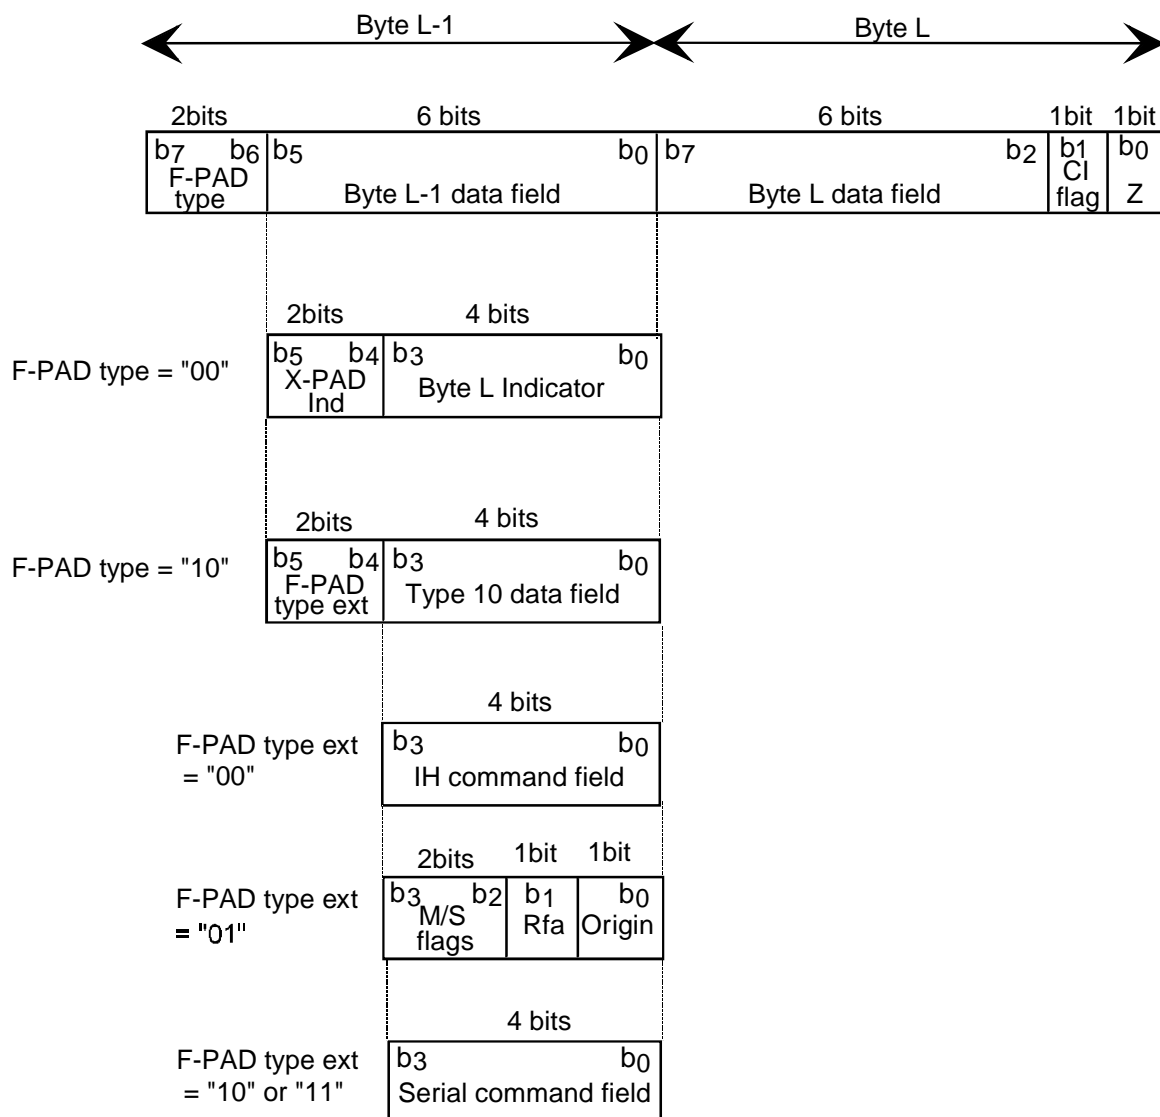 Byte L-1 Byte L
2bits 6 bits 6 bits 1bit 1bit
b7 b6 b5 b0 b7 b2 b1 b0
F-PAD type Byte L-1 data field Byte L data field CI flag Z
2bits 4 bits
F-PAD type = "00"
b5 b4 b3 b0
X-PAD Ind Byte L Indicator
2bits 4 bits
F-PAD type = "10"
b5 b4 b3 b0
F-PAD type ext Type 10 data field
4 bits
F-PAD type ext
= "00"
b3 b0
IH command field
2bits 1bit 1bit
F-PAD type ext
= "01"
b3 b2 b1 b0
M/S flags Rfa Origin
4 bits
F-PAD type ext
= "10" or "11"
b3 b0
Serial command field